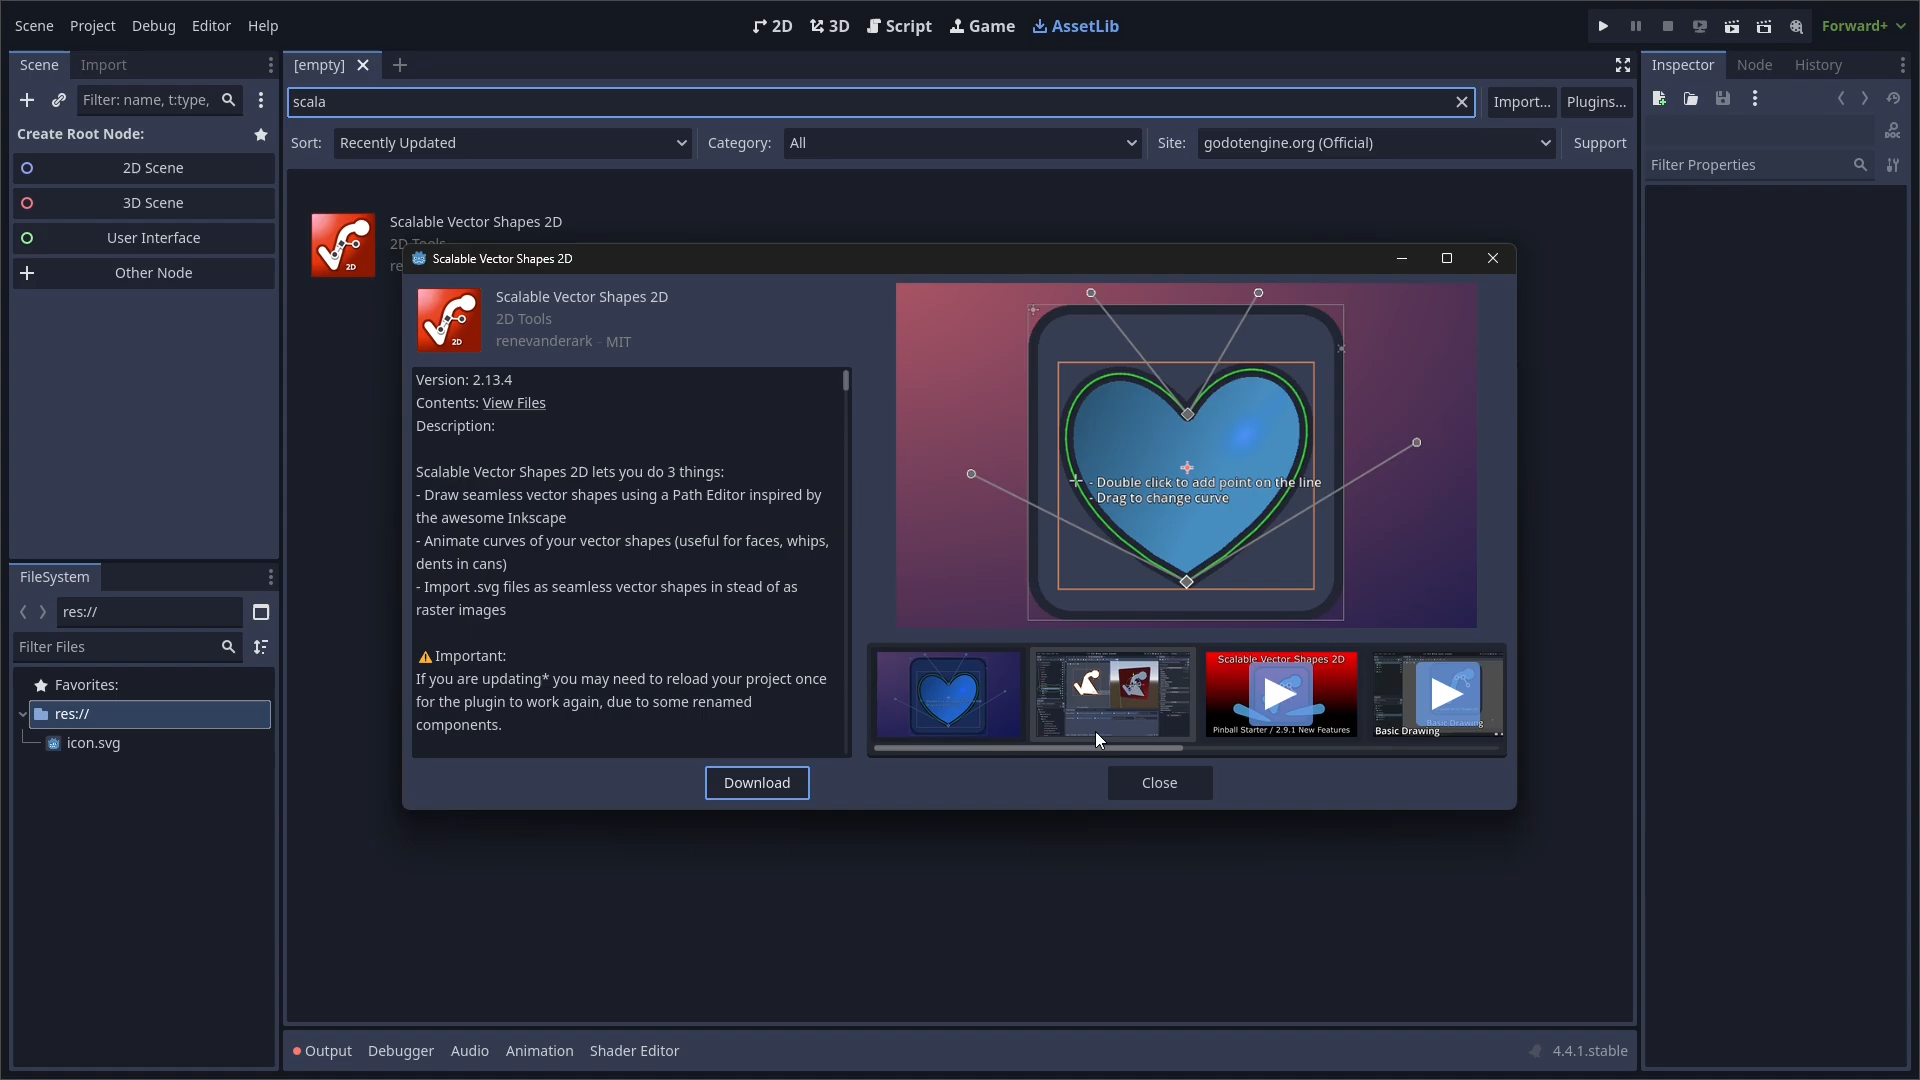 Scene Project Debug Editor Help
2D 3D Script Game AssetLib
Forward+
Scene Import
[empty]
Inspector Node History
Filter: name, t:type,
scala
Import... Plugins...
Create Root Node:
Sort: Recently Updated Category: All Site: godotengine.org (Official) Support
Filter Properties
2D Scene
3D Scene
User Interface
Other Node
Scalable Vector Shapes 2D
2D Tools
re
Scalable Vector Shapes 2D
Scalable Vector Shapes 2D
2D Tools
renevanderark - MIT
2D
2D
Version: 2.13.4
Contents: View Files
Description:
Scalable Vector Shapes 2D lets you do 3 things:
- Draw seamless vector shapes using a Path Editor inspired by
the awesome Inkscape
- Animate curves of your vector shapes (useful for faces, whips,
dents in cans)
- Import .svg files as seamless vector shapes in stead of as
raster images
Important:
If you are updating* you may need to reload your project once
for the plugin to work again, due to some renamed
components.
- Double click to add point on the line
- Drag to change curve
Scalable Vector Shapes 2D
Pinball Starter / 2.9.1 New Features
Basic Drawing
Basic Drawing
Download Close
FileSystem
res://
Filter Files
Favorites:
res://
icon.svg
Output Debugger Audio Animation Shader Editor
4.4.1.stable